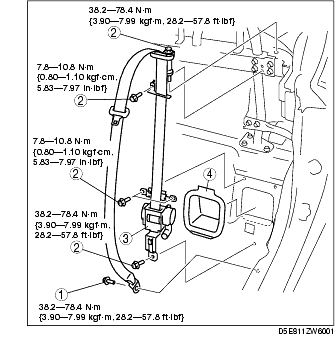 38.2—78.4 N·m
{3.90—7.99 kgf·m, 28.2—57.8 ft·lbf}
2
7.8—10.8 N·m
{0.80—1.10 kgf·cm,
5.83—7.97 in·lbf}
2
7.8—10.8 N·m
{0.80—1.10 kgf·cm,
5.83—7.97 in·lbf}
2
4
38.2—78.4 N·m
{3.90—7.99 kgf·m,
28.2—57.8 ft·lbf}
3
2
1
38.2—78.4 N·m
{3.90—7.99 kgf·m, 28.2—57.8 ft·lbf}
D5E811ZW6001